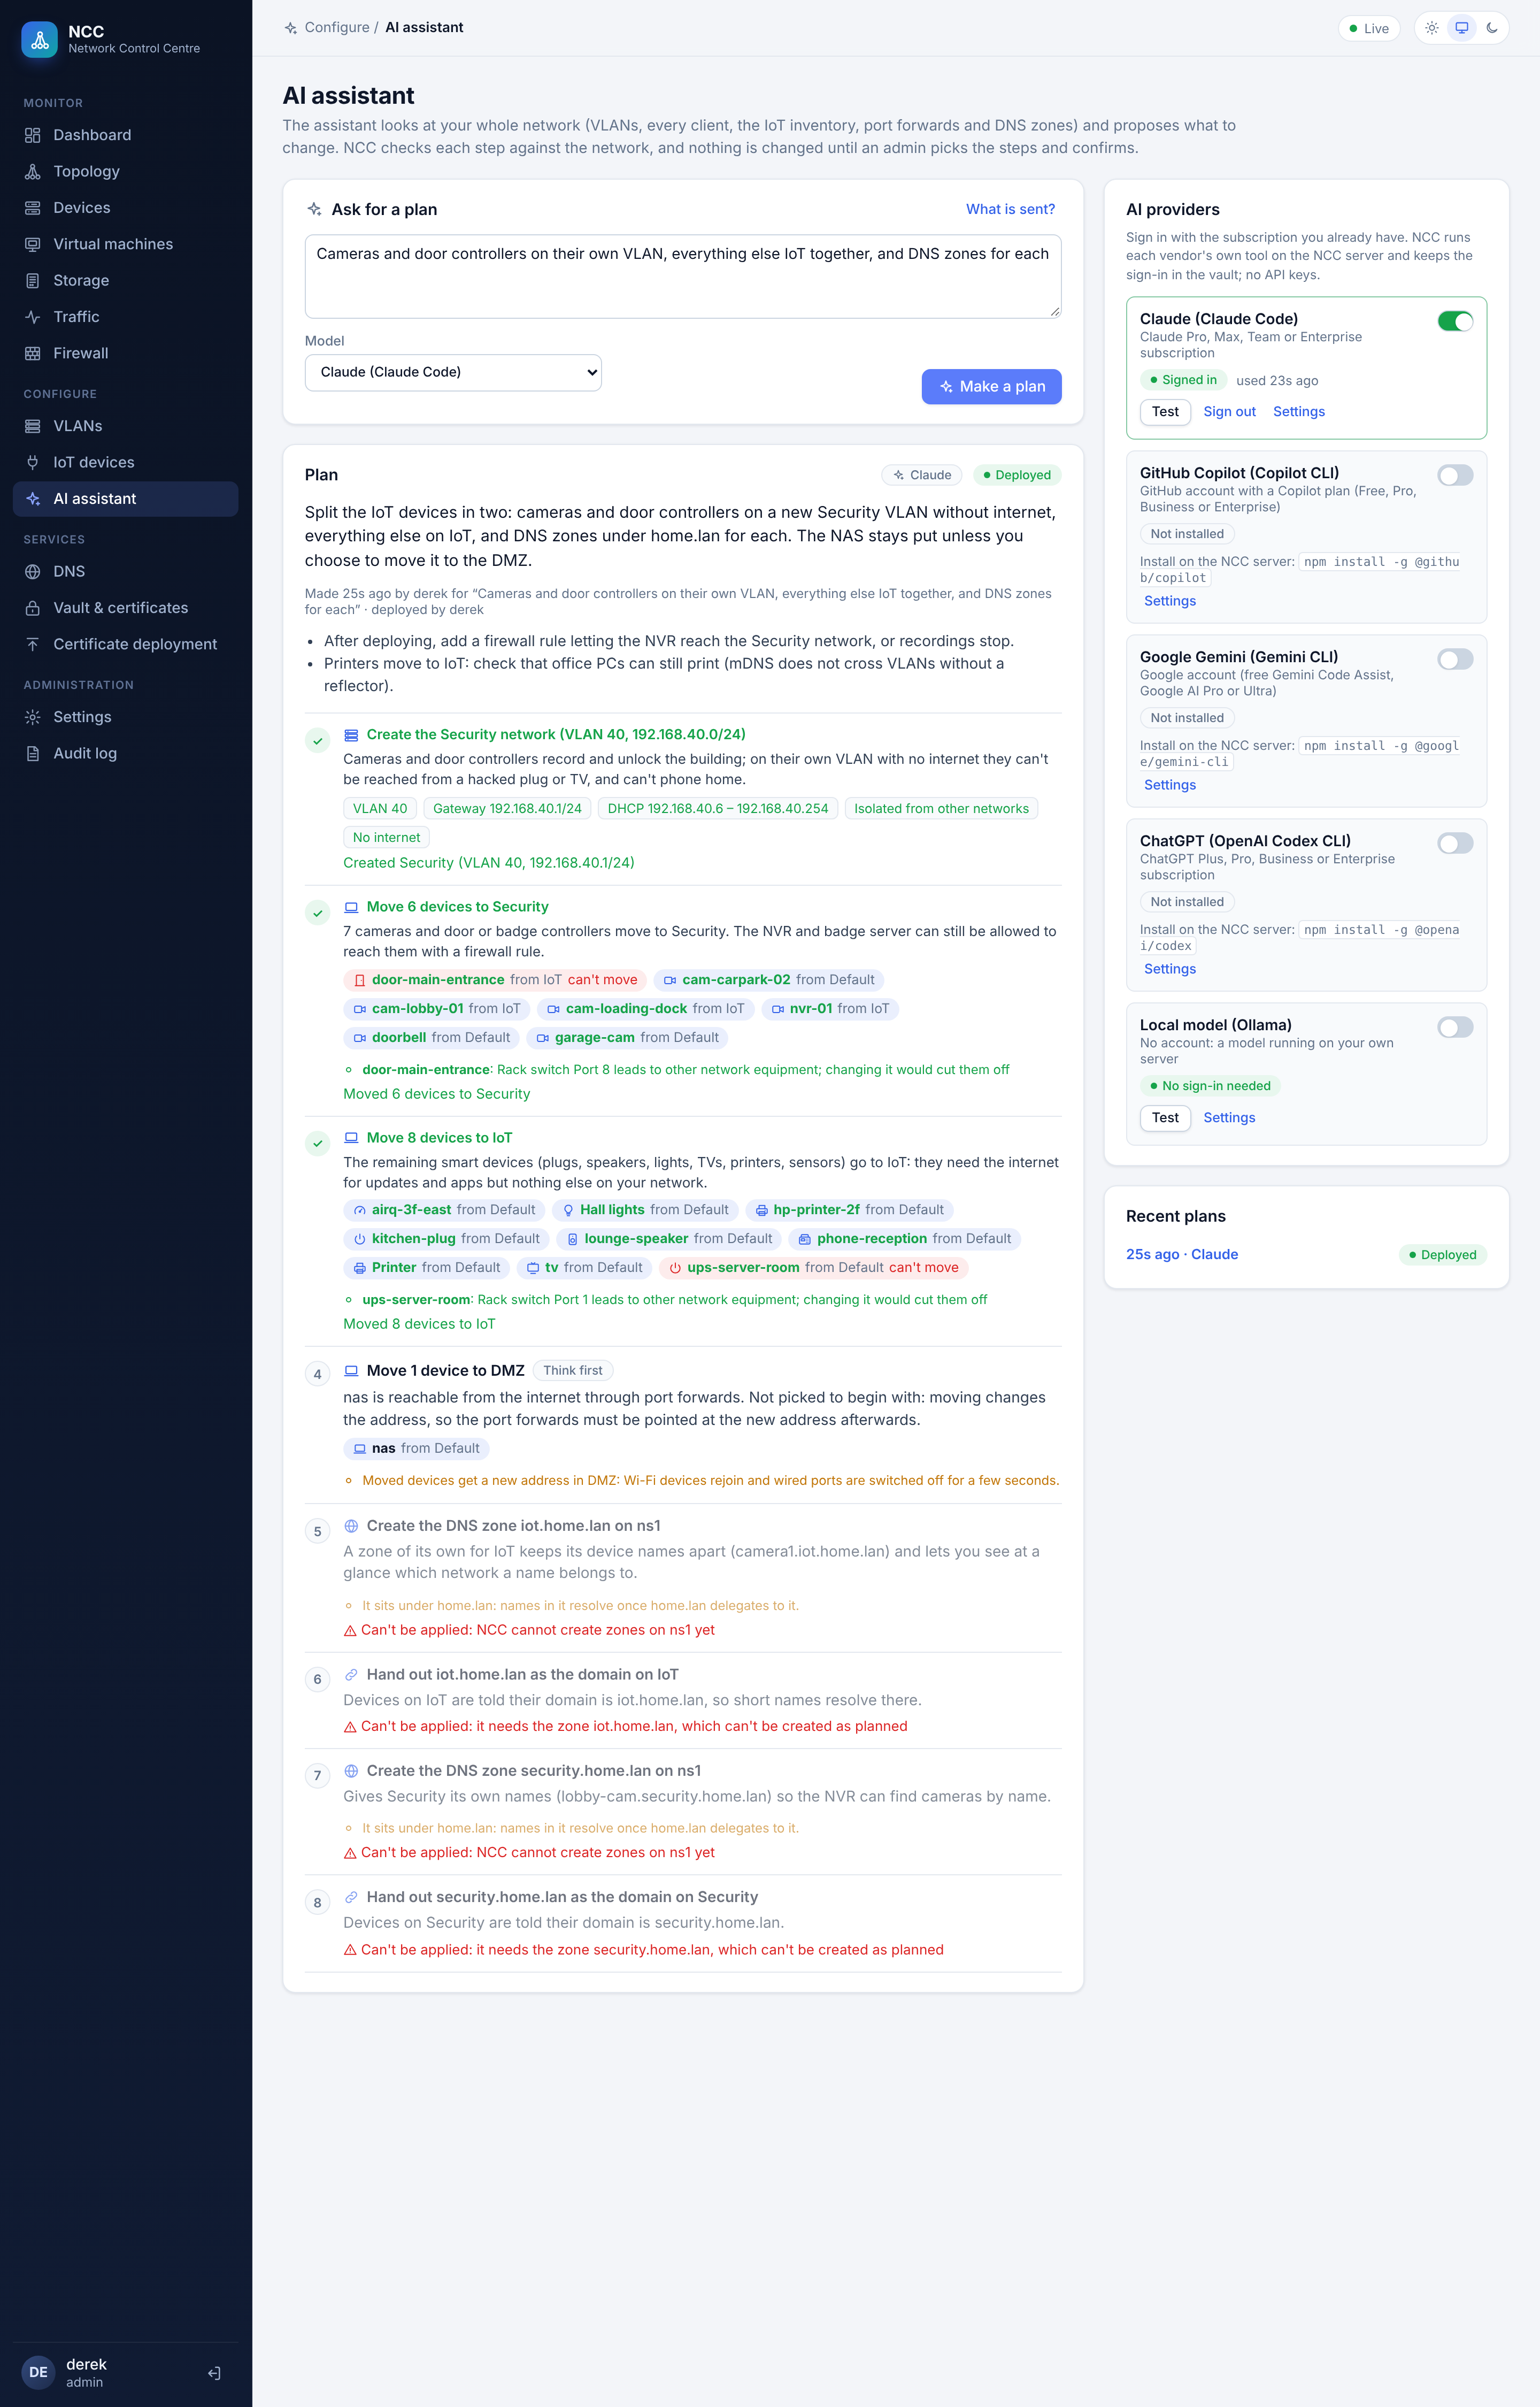 NCC
Network Control Centre
MONITOR
Dashboard
Topology
Devices
Virtual machines
Storage
Traffic
Firewall
CONFIGURE
VLANs
IoT devices
AI assistant
SERVICES
DNS
Vault & certificates
Certificate deployment
ADMINISTRATION
Settings
Audit log
DE
derek
admin
Configure / AI assistant
Live
AI assistant
The assistant looks at your whole network (VLANs, every client, the IoT inventory, port forwards and DNS zones) and proposes what to
change. NCC checks each step against the network, and nothing is changed until an admin picks the steps and confirms.
Ask for a plan
What is sent?
Cameras and door controllers on their own VLAN, everything else IoT together, and DNS zones for each
Model
Claude (Claude Code)
Make a plan
Plan
Claude
Deployed
Split the IoT devices in two: cameras and door controllers on a new Security VLAN without internet,
everything else on IoT, and DNS zones under home.lan for each. The NAS stays put unless you
choose to move it to the DMZ.
Made 25s ago by derek for “Cameras and door controllers on their own VLAN, everything else IoT together, and DNS zones
for each” · deployed by derek
• After deploying, add a firewall rule letting the NVR reach the Security network, or recordings stop.
• Printers move to IoT: check that office PCs can still print (mDNS does not cross VLANs without a
reflector).
Create the Security network (VLAN 40, 192.168.40.0/24)
Cameras and door controllers record and unlock the building; on their own VLAN with no internet they can't
be reached from a hacked plug or TV, and can't phone home.
VLAN 40 Gateway 192.168.40.1/24 DHCP 192.168.40.6 – 192.168.40.254 Isolated from other networks
No internet
Created Security (VLAN 40, 192.168.40.1/24)
Move 6 devices to Security
7 cameras and door or badge controllers move to Security. The NVR and badge server can still be allowed to
reach them with a firewall rule.
door-main-entrance from IoT can't move cam-carpark-02 from Default
cam-lobby-01 from IoT cam-loading-dock from IoT nvr-01 from IoT
doorbell from Default garage-cam from Default
door-main-entrance: Rack switch Port 8 leads to other network equipment; changing it would cut them off
Moved 6 devices to Security
Move 8 devices to IoT
The remaining smart devices (plugs, speakers, lights, TVs, printers, sensors) go to IoT: they need the internet
for updates and apps but nothing else on your network.
airq-3f-east from Default Hall lights from Default hp-printer-2f from Default
kitchen-plug from Default lounge-speaker from Default phone-reception from Default
Printer from Default tv from Default ups-server-room from Default can't move
ups-server-room: Rack switch Port 1 leads to other network equipment; changing it would cut them off
Moved 8 devices to IoT
4 Move 1 device to DMZ Think first
nas is reachable from the internet through port forwards. Not picked to begin with: moving changes
the address, so the port forwards must be pointed at the new address afterwards.
nas from Default
Moved devices get a new address in DMZ: Wi-Fi devices rejoin and wired ports are switched off for a few seconds.
5 Create the DNS zone iot.home.lan on ns1
A zone of its own for IoT keeps its device names apart (camera1.iot.home.lan) and lets you see at a
glance which network a name belongs to.
It sits under home.lan: names in it resolve once home.lan delegates to it.
Can't be applied: NCC cannot create zones on ns1 yet
6 Hand out iot.home.lan as the domain on IoT
Devices on IoT are told their domain is iot.home.lan, so short names resolve there.
Can't be applied: it needs the zone iot.home.lan, which can't be created as planned
7 Create the DNS zone security.home.lan on ns1
Gives Security its own names (lobby-cam.security.home.lan) so the NVR can find cameras by name.
It sits under home.lan: names in it resolve once home.lan delegates to it.
Can't be applied: NCC cannot create zones on ns1 yet
8 Hand out security.home.lan as the domain on Security
Devices on Security are told their domain is security.home.lan.
Can't be applied: it needs the zone security.home.lan, which can't be created as planned
AI providers
Sign in with the subscription you already have. NCC runs
each vendor's own tool on the NCC server and keeps the
sign-in in the vault; no API keys.
Claude (Claude Code)
Claude Pro, Max, Team or Enterprise
subscription
Signed in used 23s ago
Test Sign out Settings
GitHub Copilot (Copilot CLI)
GitHub account with a Copilot plan (Free, Pro,
Business or Enterprise)
Not installed
Install on the NCC server: npm install -g @githu
b/copilot
Settings
Google Gemini (Gemini CLI)
Google account (free Gemini Code Assist,
Google AI Pro or Ultra)
Not installed
Install on the NCC server: npm install -g @googl
e/gemini-cli
Settings
ChatGPT (OpenAI Codex CLI)
ChatGPT Plus, Pro, Business or Enterprise
subscription
Not installed
Install on the NCC server: npm install -g @opena
i/codex
Settings
Local model (Ollama)
No account: a model running on your own
server
No sign-in needed
Test Settings
Recent plans
25s ago · Claude
Deployed